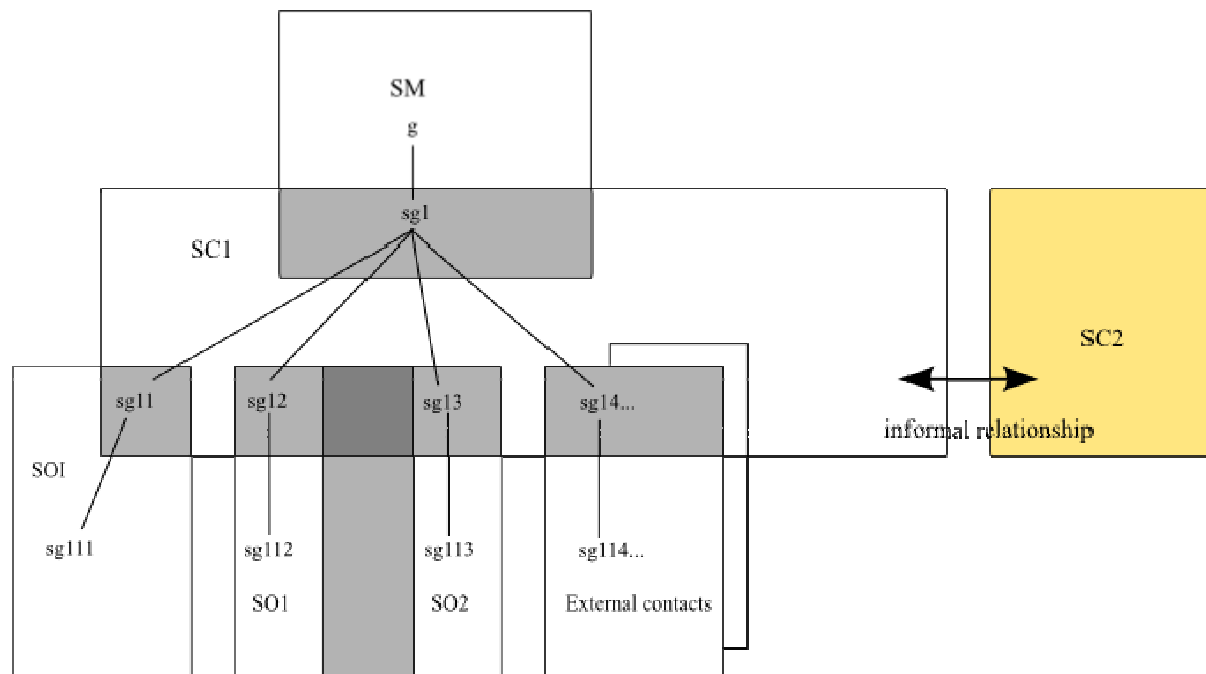 SM
g
sg1
SC1
SC2
sg11
sg12
sg13
sg14...
informal relationship
SOI
sg111
sg112
sg113
sg114...
SO1
SO2
External contacts